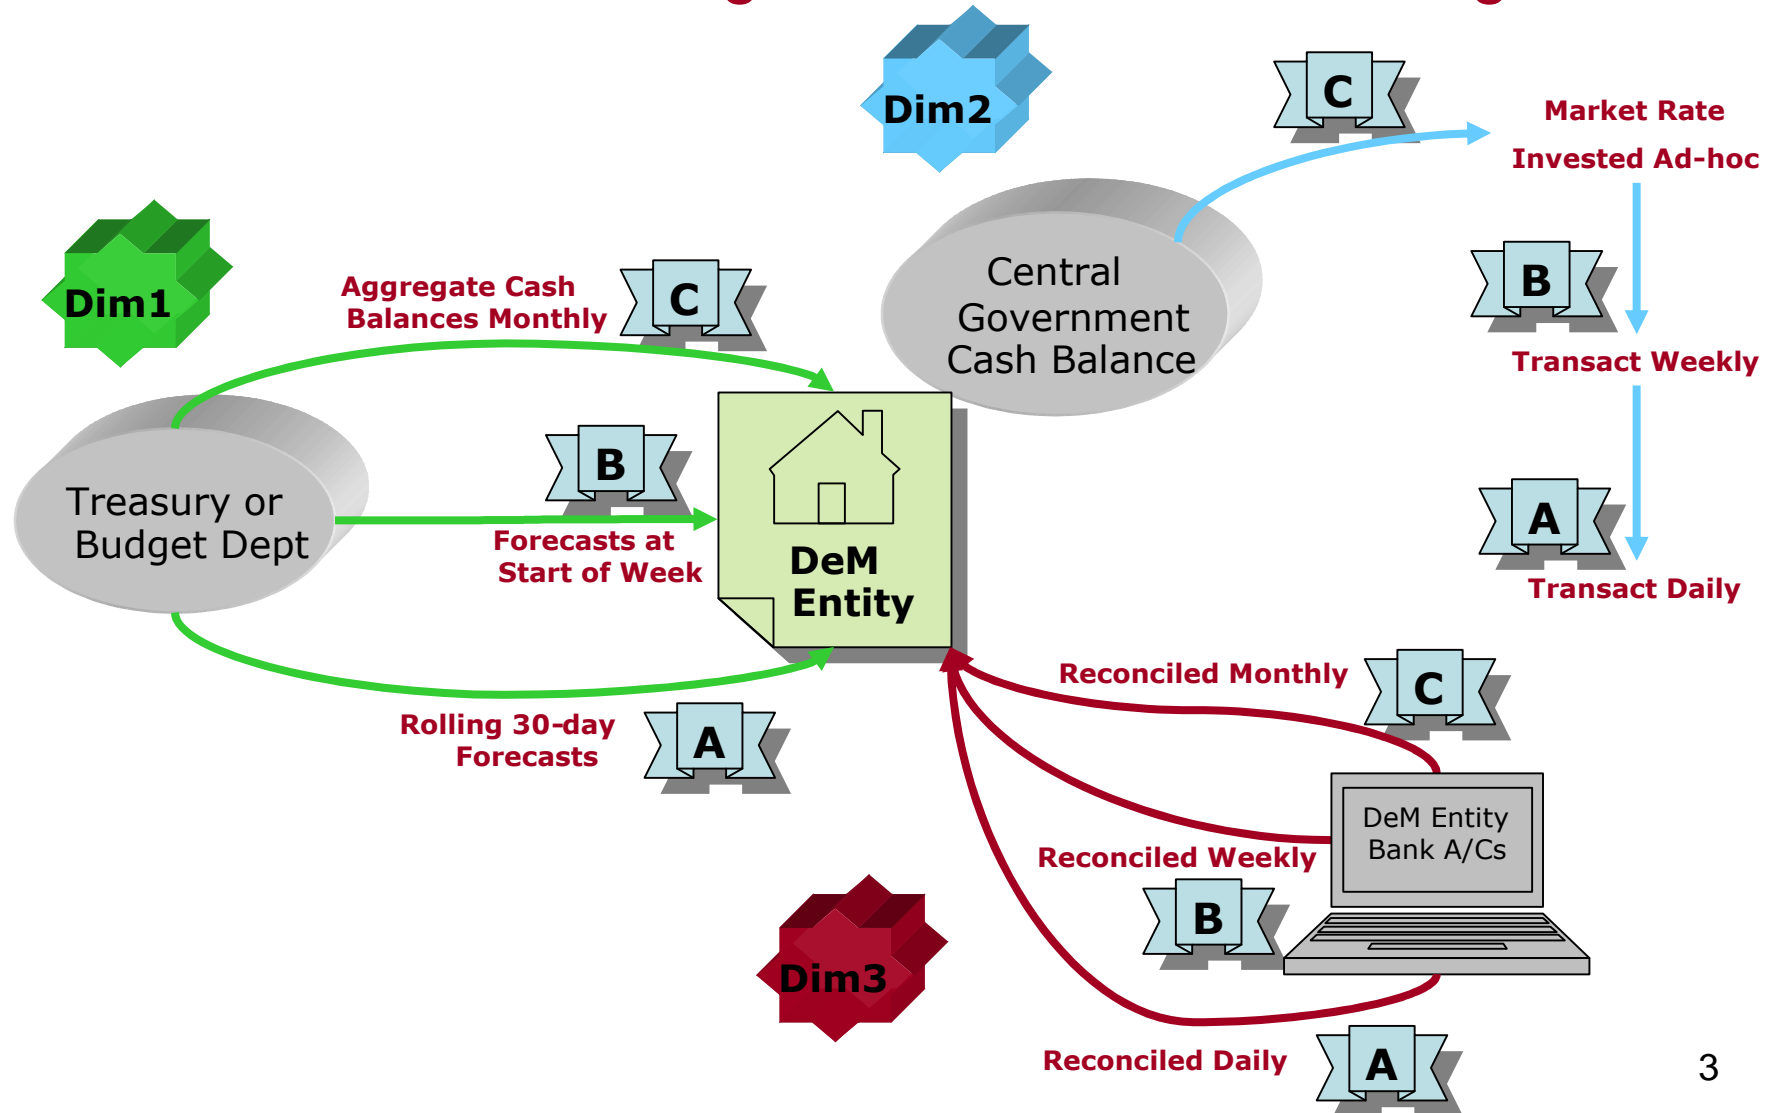 Dim2
C
Market Rate
Invested Ad-hoc
B
Transact Weekly
A
Transact Daily
Central
Government
Cash Balance
Dim1
Aggregate Cash
Balances Monthly
C
Treasury or
Budget Dept
B
Forecasts at
Start of Week
DeM
Entity
Rolling 30-day
Forecasts
A
Reconciled Monthly
C
DeM Entity
Bank A/Cs
Reconciled Weekly
B
Dim3
Reconciled Daily
A
3